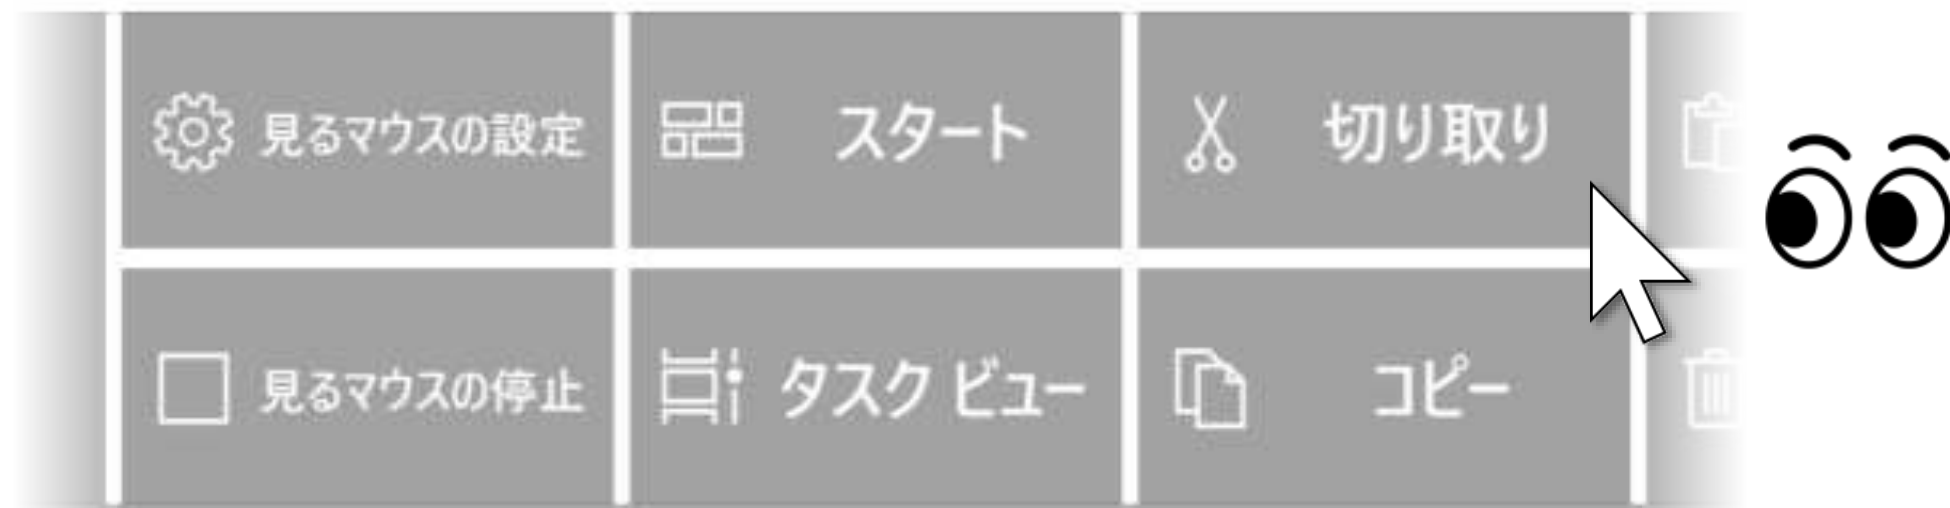 見るマウスの設定
スタート
切り取り
見るマウスの停止
タスク ビュー
コピー